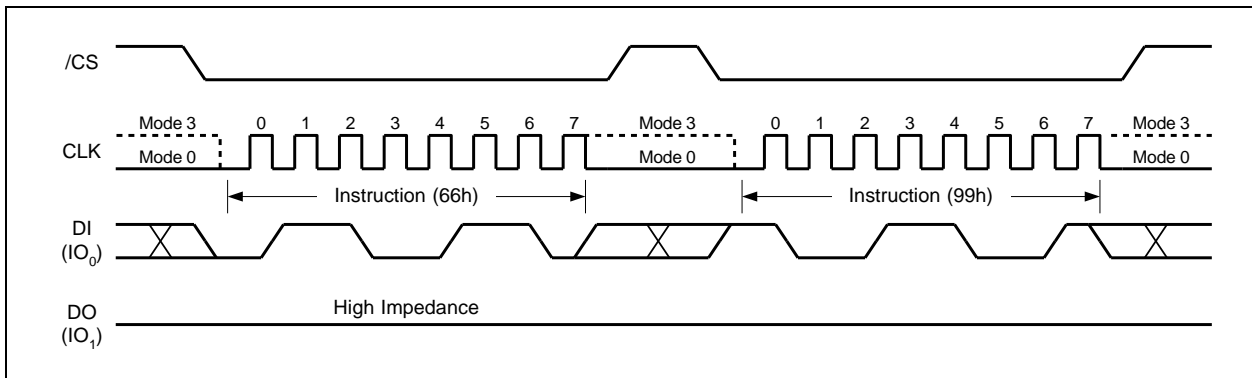 /CS
Mode 3 0 1 2 3 4 5 6 7 Mode 3 0 1 2 3 4 5 6 7 Mode 3
CLK
Mode 0 Mode 0 Mode 0
Instruction (66h) Instruction (99h)
DI
(IO0)
High Impedance
DO
(IO1)